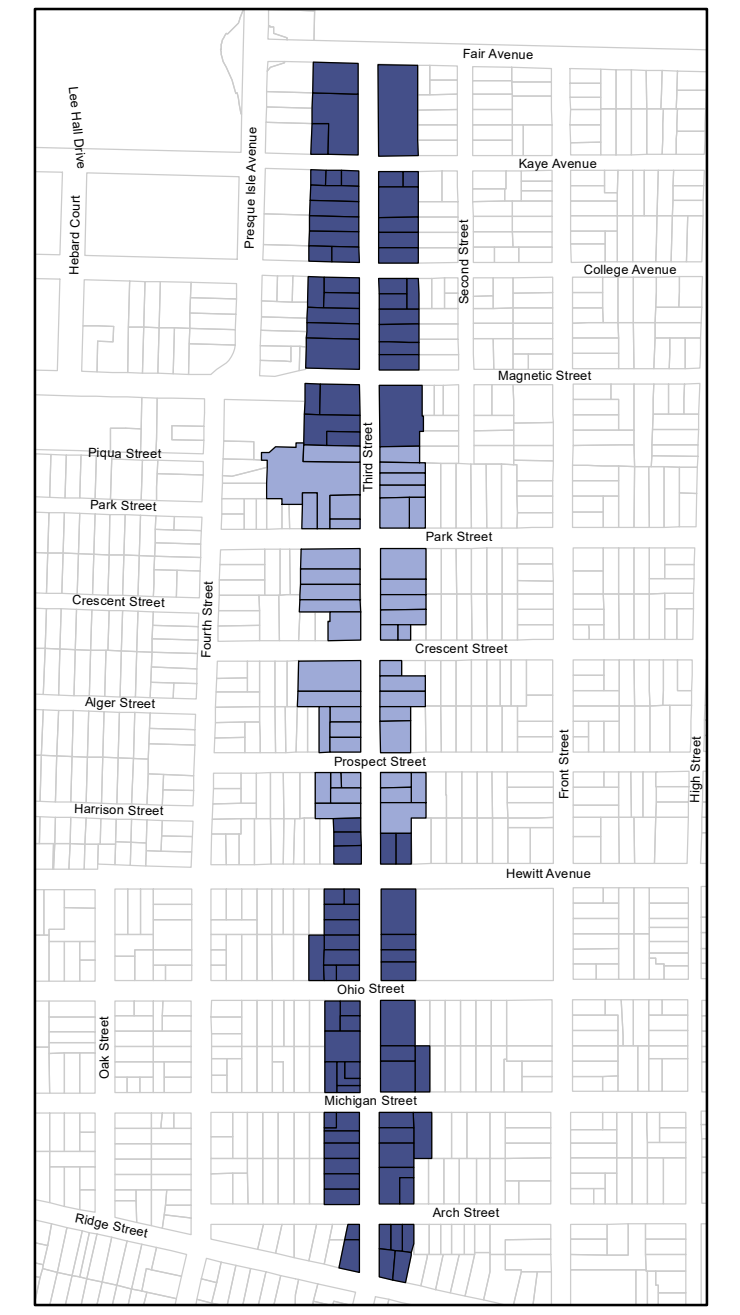 Fair Avenue
Lee Hall Drive
Presque Isle Avenue
Kaye Avenue
Hebard Court
Second Street
College Avenue
Magnetic Street
Third Street
Piqua Street
Park Street
Park Street
Crescent Street
Fourth Street
Crescent Street
Alger Street
Front Street
High Street
Prospect Street
Harrison Street
Hewitt Avenue
Ohio Street
Oak Street
Michigan Street
Arch Street
Ridge Street